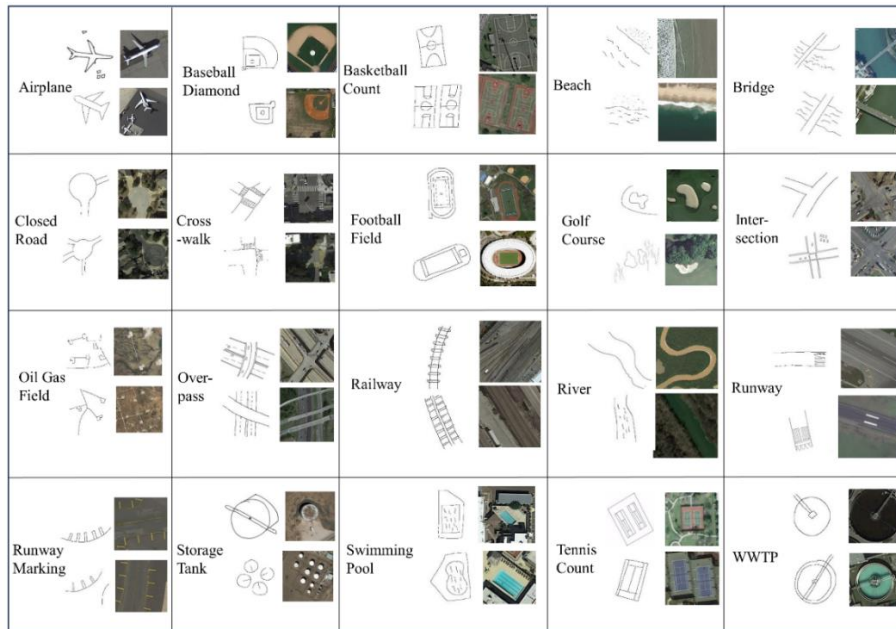 Airplane
Baseball
Diamond
Basketball
Count
Beach
Bridge
Closed
Road
Cross
-walk
Football
Field
Golf
Course
Inter-
section
Oil Gas
Field
Over-
pass
Railway
River
Runway
Runway
Marking
Storage
Tank
Swimming
Pool
Tennis
Count
WWTP